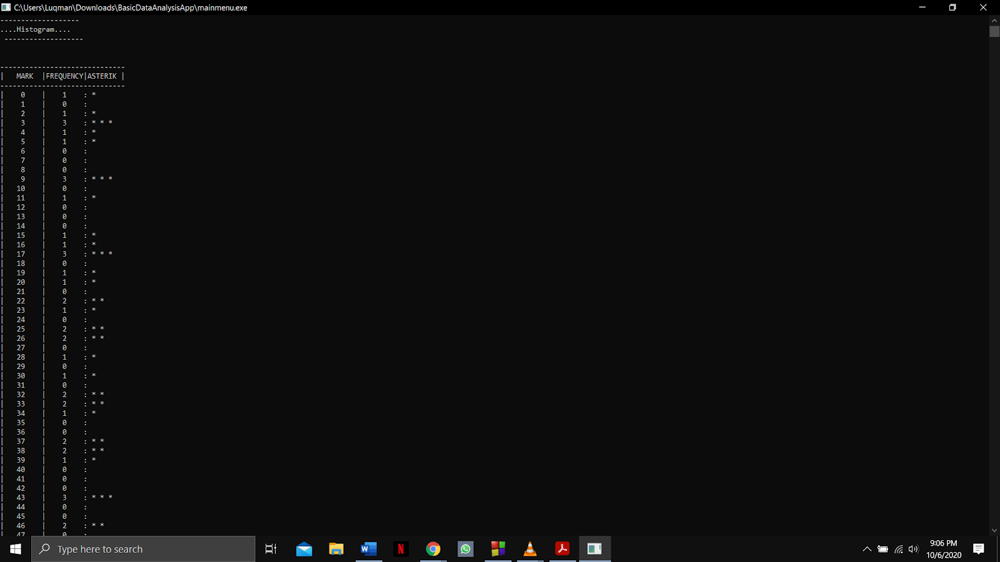 C:\Users\Luqman\Downloads\BasicDataAnalysisApp\mainmenu.exe
-------------------
....Histogram....
-------------------
------------------------------
|   MARK  |FREQUENCY|ASTERIK |
------------------------------
|    0    |    1    : *
|    1    |    0    :
|    2    |    1    : *
|    3    |    3    : * * *
|    4    |    1    : *
|    5    |    1    : *
|    6    |    0    :
|    7    |    0    :
|    8    |    0    :
|    9    |    3    : * * *
|   10    |    0    :
|   11    |    1    : *
|   12    |    0    :
|   13    |    0    :
|   14    |    0    :
|   15    |    1    : *
|   16    |    1    : *
|   17    |    3    : * * *
|   18    |    0    :
|   19    |    1    : *
|   20    |    1    : *
|   21    |    0    :
|   22    |    2    : * *
|   23    |    1    : *
|   24    |    0    :
|   25    |    2    : * *
|   26    |    2    : * *
|   27    |    0    :
|   28    |    1    : *
|   29    |    0    :
|   30    |    1    : *
|   31    |    0    :
|   32    |    2    : * *
|   33    |    2    : * *
|   34    |    1    : *
|   35    |    0    :
|   36    |    0    :
|   37    |    2    : * *
|   38    |    2    : * *
|   39    |    1    : *
|   40    |    0    :
|   41    |    0    :
|   42    |    0    :
|   43    |    3    : * * *
|   44    |    0    :
|   45    |    0    :
|   46    |    2    : * *
|   47    |    0    :
Type here to search
W
N
9:06 PM
10/6/2020